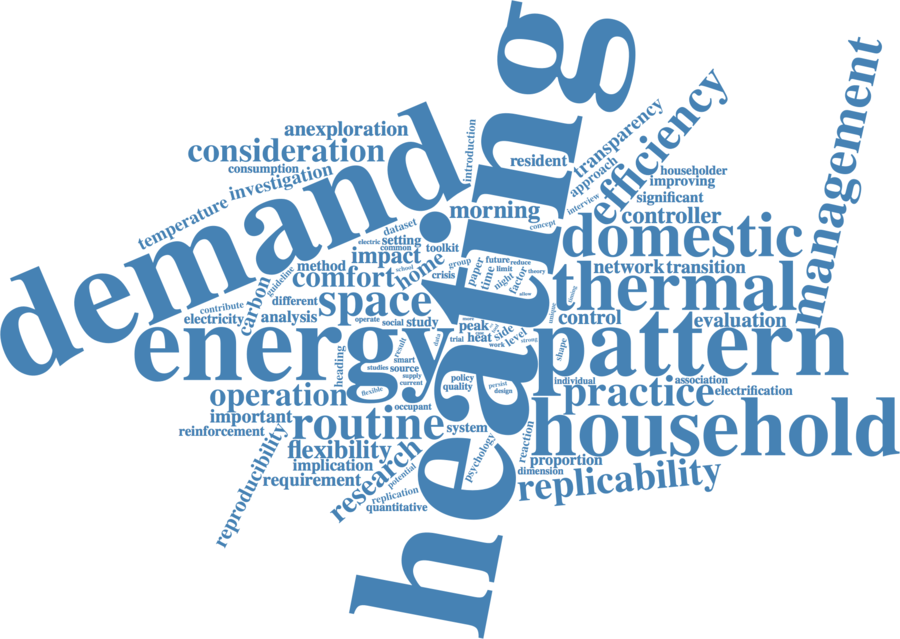 heating
demand
energy
pattern
household
thermal
domestic
management
efficiency
space
routine
practice
replicability
consideration
operation
comfort
research
home
morning
impact
controller
control
flexibility
anexploration
investigation
temperature
consumption
introduction
resident
transparency
approach
interview
concept
householder
improving
significant
network
transition
evaluation
dataset
electric
setting
common
toolkit
method
school
guideline
carbon
contribute
different
electricity
analysis
operate
social
study
group
crisis
paper
time
future
reduce
limit
night
factor
theory
allow
unique
timing
peak
trial
heat
side
work
level
strong
data
shape
heading
result
smart
studies
source
supply
current
flexible
policy
quality
persist
design
individual
association
electrification
occupant
important
reinforcement
system
reproducibility
implication
requirement
potential
replication
quantitative
psychology
reaction
proportion
dimension